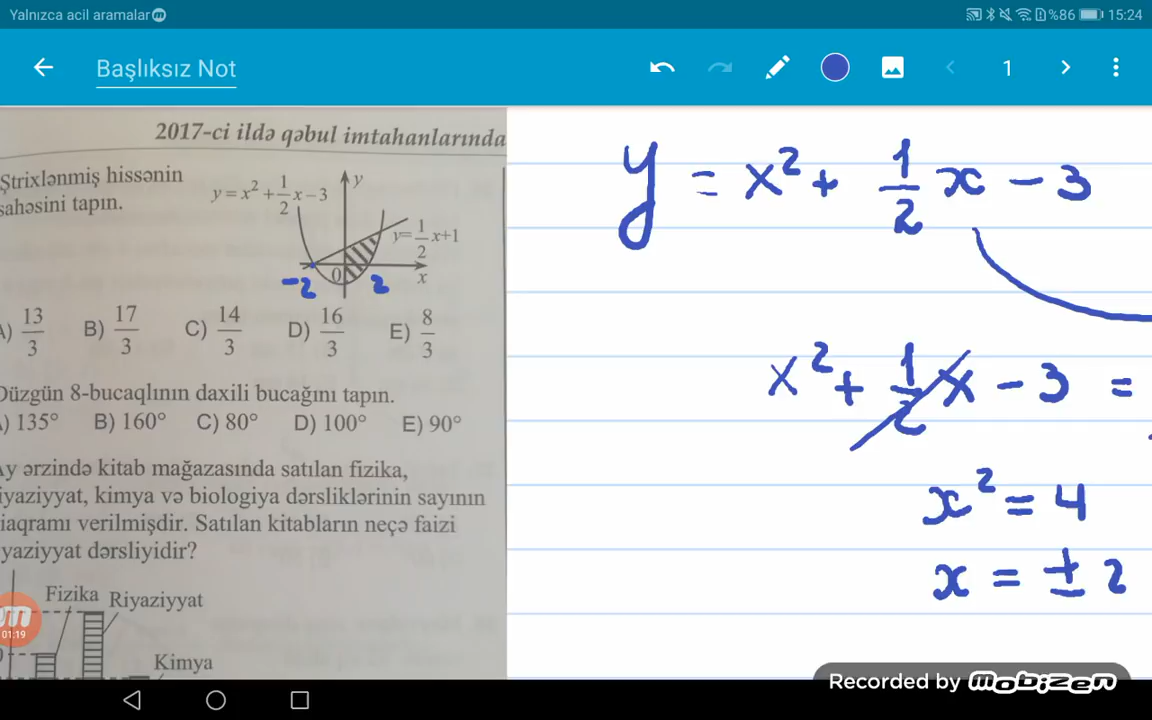 Yalnızca acil aramalar
%86 15:24
Başlıksız Not
1
2017-ci ildə qəbul imtahanlarında
Ştrixlənmiş hissənin
sahəsini tapın.
y = x² + 1/2 x – 3
y
y= 1/2 x+1
0
x
-2 2
A) 13/3 B) 17/3 C) 14/3 D) 16/3 E) 8/3
Düzgün 8-bucaqlının daxili bucağını tapın.
) 135° B) 160° C) 80° D) 100° E) 90°
Ay ərzində kitab mağazasında satılan fizika,
iyaziyyat, kimya və biologiya dərsliklərinin sayının
iaqramı verilmişdir. Satılan kitabların neçə faizi
yaziyyat dərsliyidir?
Fizika Riyaziyyat
Kimya
01:19
y = x² + 1/2 x - 3
x² + 1/2 x - 3 =
x² = 4
x = ± 2
Recorded by mobizen